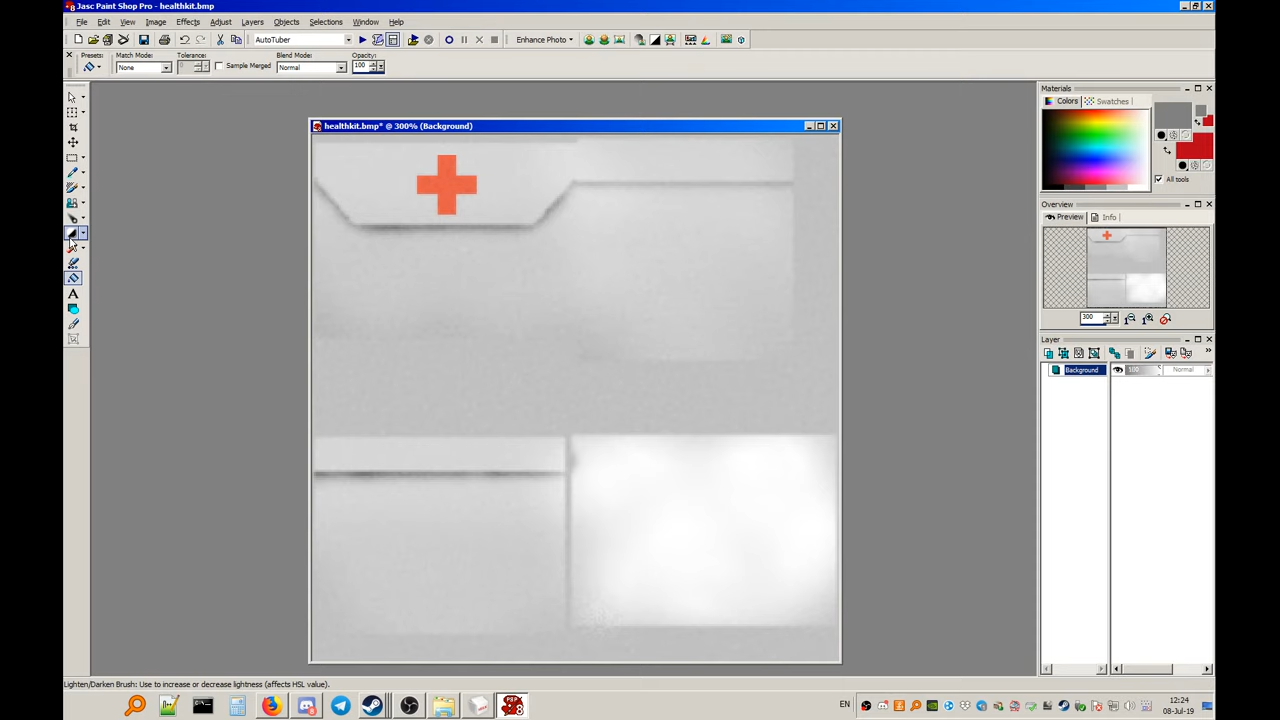 Jasc Paint Shop Pro - healthkit.bmp
File Edit View Image Effects Adjust Layers Objects Selections Window Help
AutoTuber Enhance Photo
Presets: Match Mode: Tolerance: Blend Mode: Opacity:
None 0 Sample Merged Normal 100
Materials
Colors Swatches
All tools
healthkit.bmp* @ 300% (Background)
Overview
Preview Info
300
Layer
Background 100 Normal
Lighten/Darken Brush: Use to increase or decrease lightness (affects HSL value).
EN
12:24
08-Jul-19